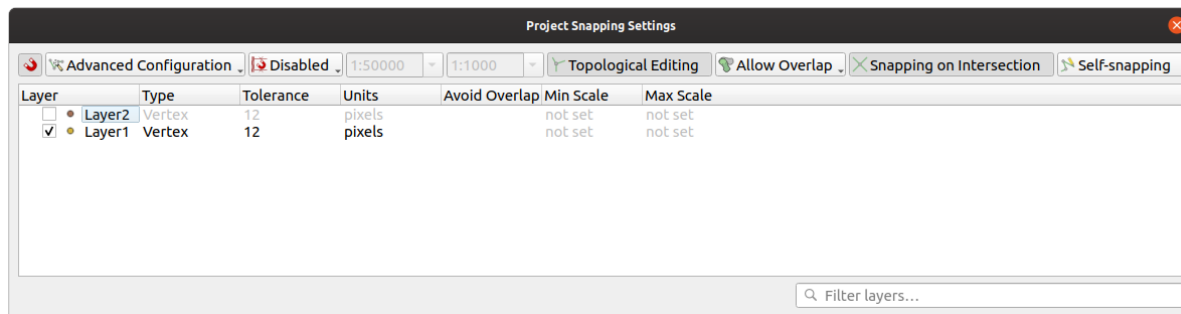 Project Snapping Settings
Advanced Configuration Disabled 1:50000 1:1000 Topological Editing Allow Overlap Snapping on Intersection Self-snapping
Layer Type Tolerance Units Avoid Overlap Min Scale Max Scale
Layer2 Vertex 12 pixels not set not set
Layer1 Vertex 12 pixels not set not set
Filter layers...